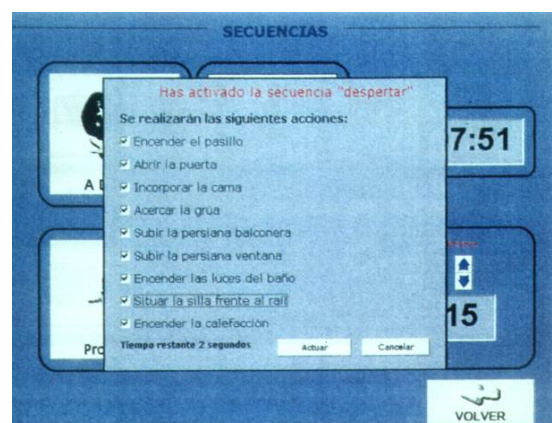 SECUENCIAS
Has activado la secuencia "despertar"
Se realizarán las siguientes acciones:
Encender el pasillo
Abrir la puerta
Incorporar la cama
Acercar la grúa
Subir la persiana balconera
Subir la persiana ventana
Encender las luces del baño
Situar la silla frente al rail
Encender la calefacción
Tiempo restante 2 segundos
Actuar
Cancelar
7:51
A
15
Pro
VOLVER